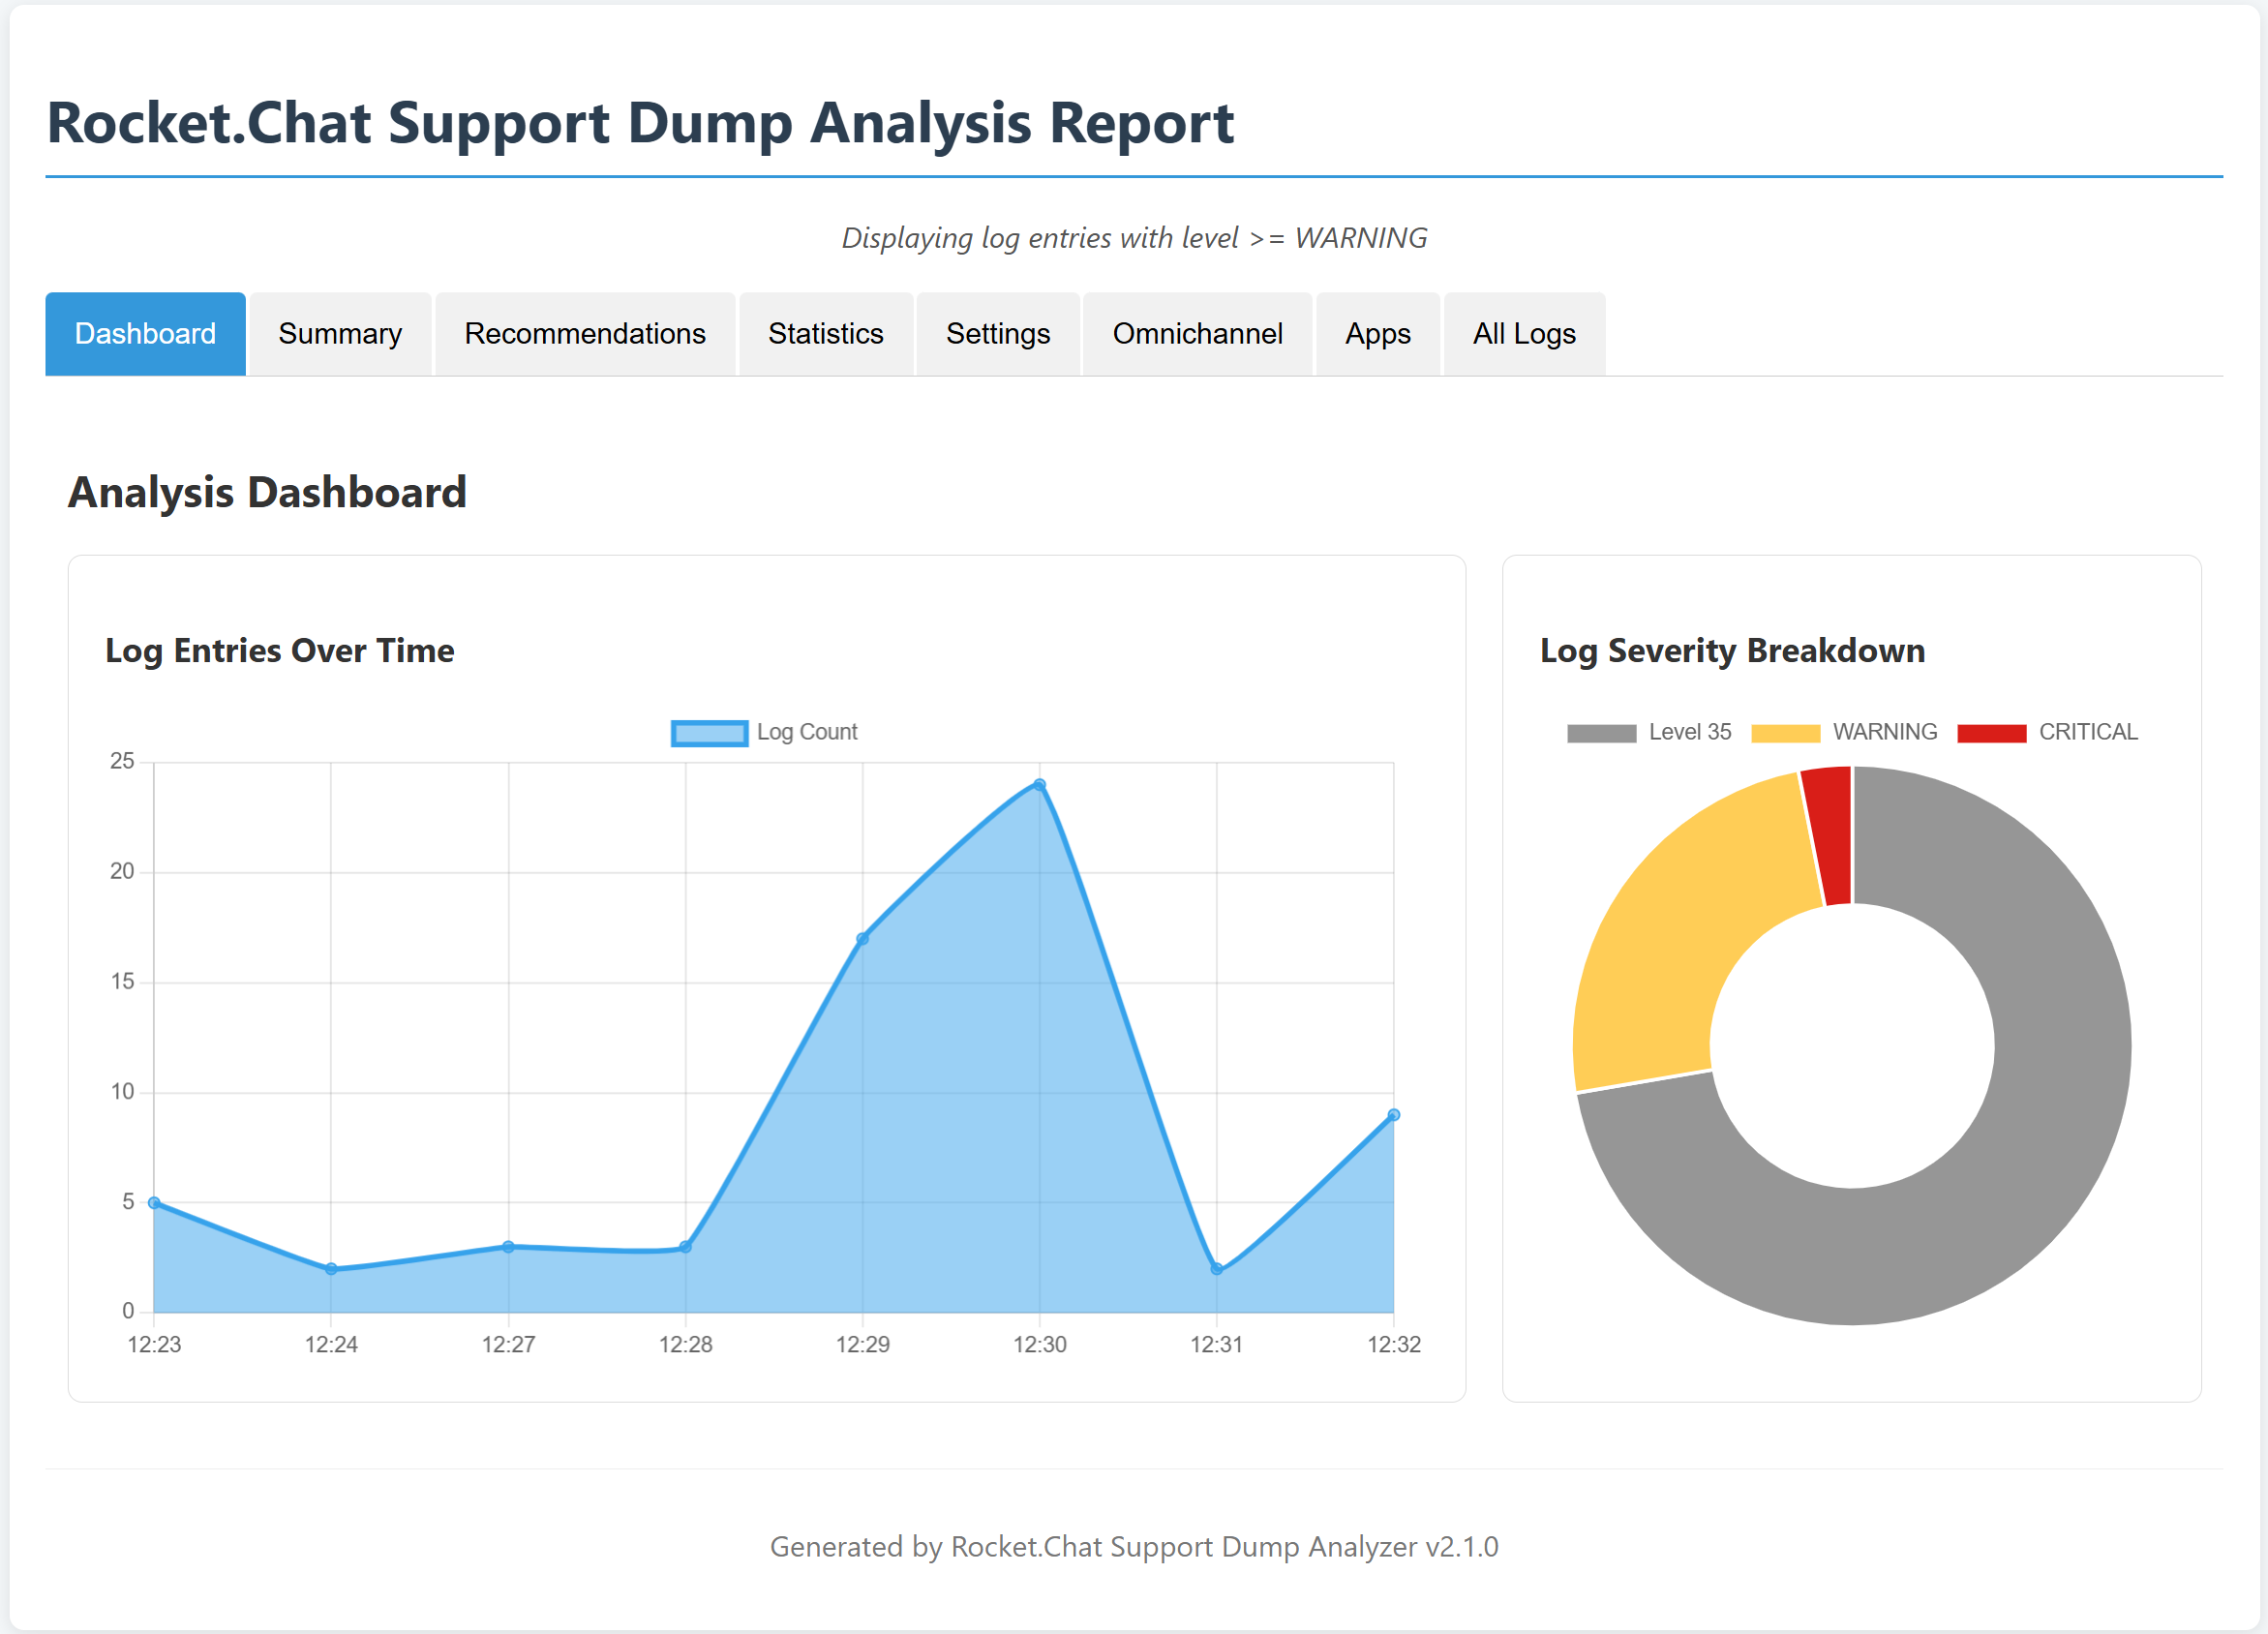 Rocket.Chat Support Dump Analysis Report
Displaying log entries with level >= WARNING
Dashboard Summary Recommendations Statistics Settings Omnichannel Apps All Logs
Analysis Dashboard
Log Entries Over Time
Log Count
25
20
15
10
5
0
12:23 12:24 12:27 12:28 12:29 12:30 12:31 12:32
Log Severity Breakdown
Level 35 WARNING CRITICAL
Generated by Rocket.Chat Support Dump Analyzer v2.1.0